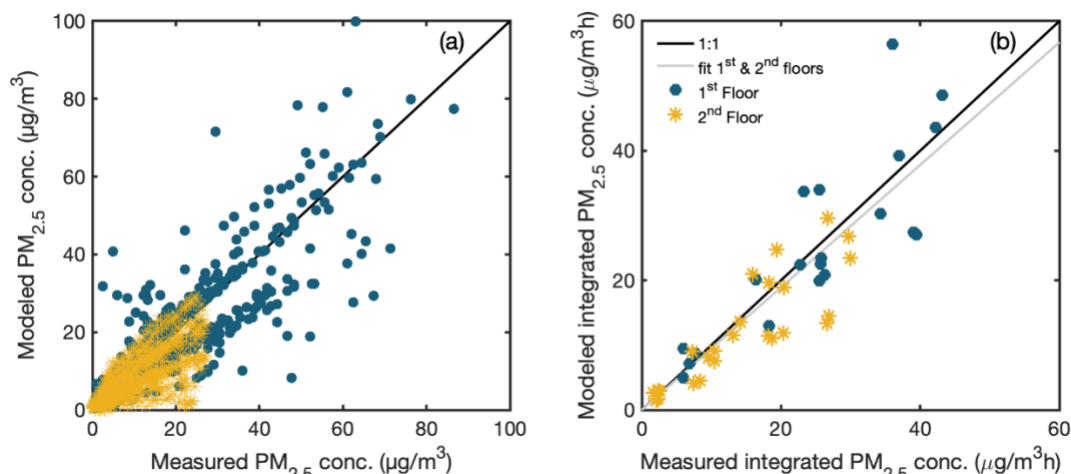 (a)
Modeled PM2.5 conc. (µg/m³)
100
80
60
40
20
0
0 20 40 60 80 100
Measured PM2.5 conc. (µg/m³)
(b)
1:1
fit 1st & 2nd floors
1st Floor
2nd Floor
Modeled integrated PM2.5 conc. (µg/m³h)
60
40
20
0
0 20 40 60
Measured integrated PM2.5 conc. (µg/m³h)